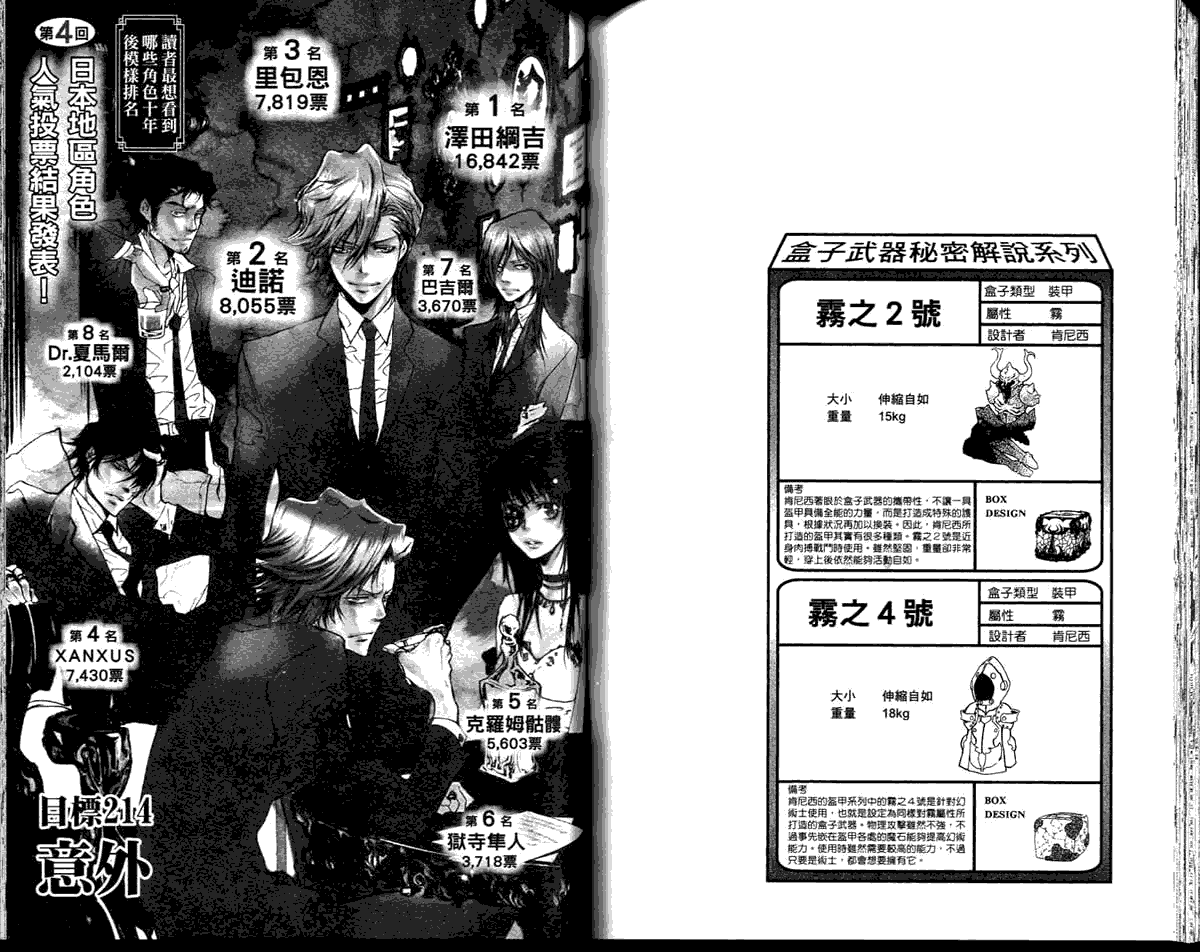 盒子武器秘密解說系列
霧之2號
盒子類型 裝甲
屬性 霧
設計者 肯尼西
大小 伸縮自如
重量 15kg
備考
肯尼西著眼於盒子武器的攜帶性,不讓一具
盔甲具備全能的力量,而是打造成特殊的護
具,根據狀況再加以換裝。因此,肯尼西所
打造的盔甲其實有很多種類。霧之2號是近
身肉搏戰鬥時使用。雖然堅固,重量卻非常
輕,穿上後依然能夠活動自如。
BOX
DESIGN
霧之4號
盒子類型 裝甲
屬性 霧
設計者 肯尼西
大小 伸縮自如
重量 18kg
備考
肯尼西的盔甲系列中的霧之4號是針對幻
術士使用,也就是設定為同樣對霧屬性所
打造的盒子武器。物理攻擊雖然不強,不
過事先嵌在盔甲各處的魔石能夠提高幻術
能力。使用時雖然需要較高的能力,不過
只要是術士,都會想要擁有它。
BOX
DESIGN
讀者最想看到
哪些角色十年
後模樣排名
第4回
日本地區角色
人氣投票結果發表!
第1名
澤田綱吉
16,842票
第2名
迪諾
8,055票
第3名
里包恩
7,819票
第4名
XANXUS
7,430票
第5名
克羅姆骷髏
5,603票
第6名
獄寺隼人
3,718票
第7名
巴吉爾
3,670票
第8名
Dr.夏馬爾
2,104票
目標214
意外